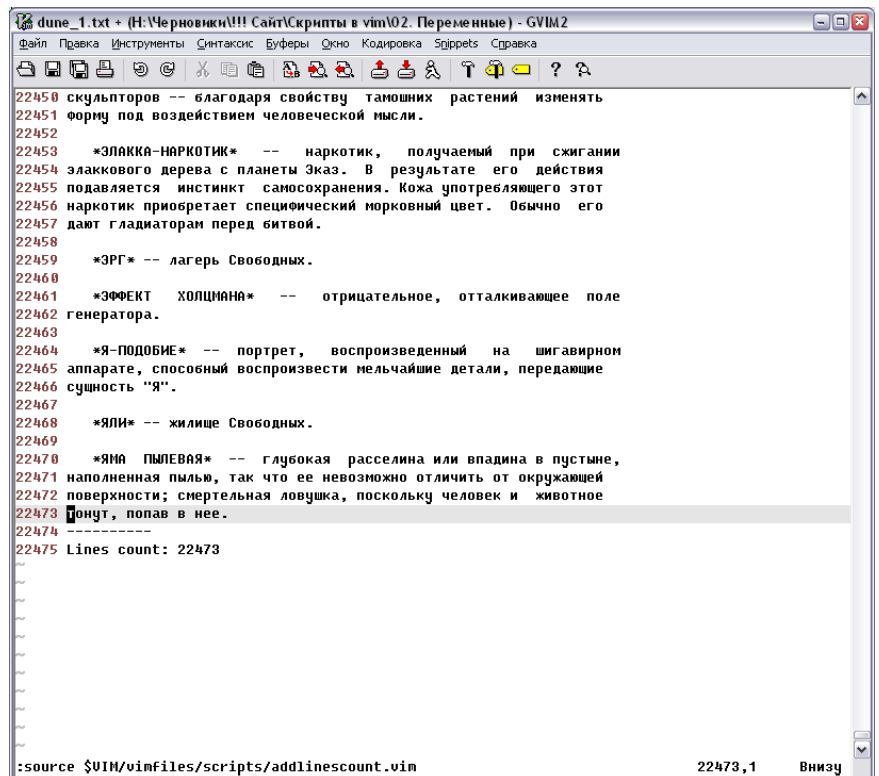 dune_1.txt + (H:\Черновики\!!! Сайт\Скрипты в vim\02. Переменные) - GVIM2
Файл Правка Инструменты Синтаксис Буферы Окно Кодировка Snippets Справка
22450 скульпторов -- благодаря свойству тамошних растений изменять
22451 форму под воздействием человеческой мысли.
22452
22453 *ЭЛАККА-НАРКОТИК* -- наркотик, получаемый при сжигании
22454 элаккового дерева с планеты Эказ. В результате его действия
22455 подавляется инстинкт самосохранения. Кожа употребляющего этот
22456 наркотик приобретает специфический морковный цвет. Обычно его
22457 дают гладиаторам перед битвой.
22458
22459 *ЭРГ* -- лагерь Свободных.
22460
22461 *ЭФФЕКТ ХОЛЦМАНА* -- отрицательное, отталкивающее поле
22462 генератора.
22463
22464 *Я-ПОДОБИЕ* -- портрет, воспроизведенный на шигавирном
22465 аппарате, способный воспроизвести мельчайшие детали, передающие
22466 сущность "Я".
22467
22468 *ЯЛИ* -- жилище Свободных.
22469
22470 *ЯМА ПЫЛЕВАЯ* -- глубокая расселина или впадина в пустыне,
22471 наполненная пылью, так что ее невозможно отличить от окружающей
22472 поверхности; смертельная ловушка, поскольку человек и животное
22473 тонут, попав в нее.
22474 ----------
22475 Lines count: 22473
:source $VIM/vimfiles/scripts/addlinescount.vim 22473,1 Внизу